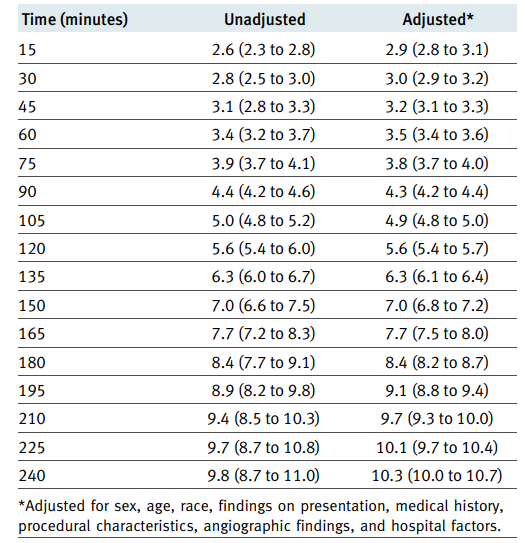 Time (minutes) Unadjusted Adjusted*
15 2.6 (2.3 to 2.8) 2.9 (2.8 to 3.1)
30 2.8 (2.5 to 3.0) 3.0 (2.9 to 3.2)
45 3.1 (2.8 to 3.3) 3.2 (3.1 to 3.3)
60 3.4 (3.2 to 3.7) 3.5 (3.4 to 3.6)
75 3.9 (3.7 to 4.1) 3.8 (3.7 to 4.0)
90 4.4 (4.2 to 4.6) 4.3 (4.2 to 4.4)
105 5.0 (4.8 to 5.2) 4.9 (4.8 to 5.0)
120 5.6 (5.4 to 6.0) 5.6 (5.4 to 5.7)
135 6.3 (6.0 to 6.7) 6.3 (6.1 to 6.4)
150 7.0 (6.6 to 7.5) 7.0 (6.8 to 7.2)
165 7.7 (7.2 to 8.3) 7.7 (7.5 to 8.0)
180 8.4 (7.7 to 9.1) 8.4 (8.2 to 8.7)
195 8.9 (8.2 to 9.8) 9.1 (8.8 to 9.4)
210 9.4 (8.5 to 10.3) 9.7 (9.3 to 10.0)
225 9.7 (8.7 to 10.8) 10.1 (9.7 to 10.4)
240 9.8 (8.7 to 11.0) 10.3 (10.0 to 10.7)
*Adjusted for sex, age, race, findings on presentation, medical history,
procedural characteristics, angiographic findings, and hospital factors.